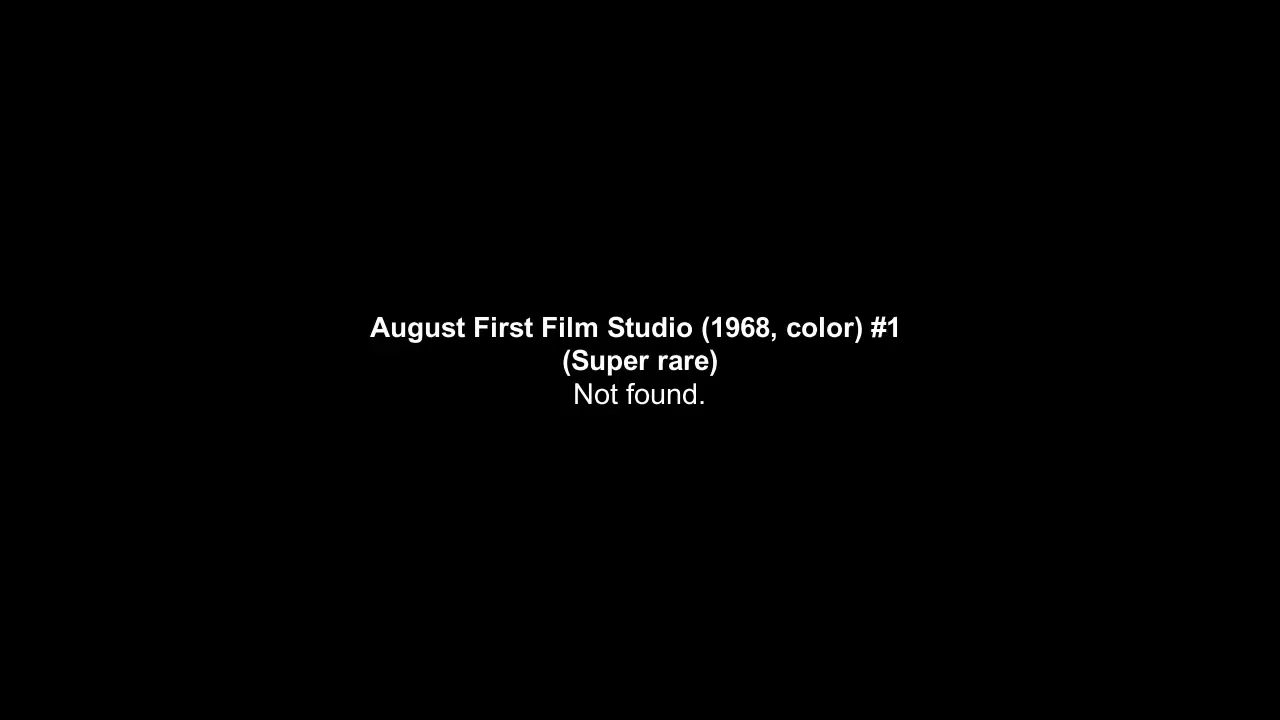 August First Film Studio (1968, color) #1
(Super rare)
Not found.